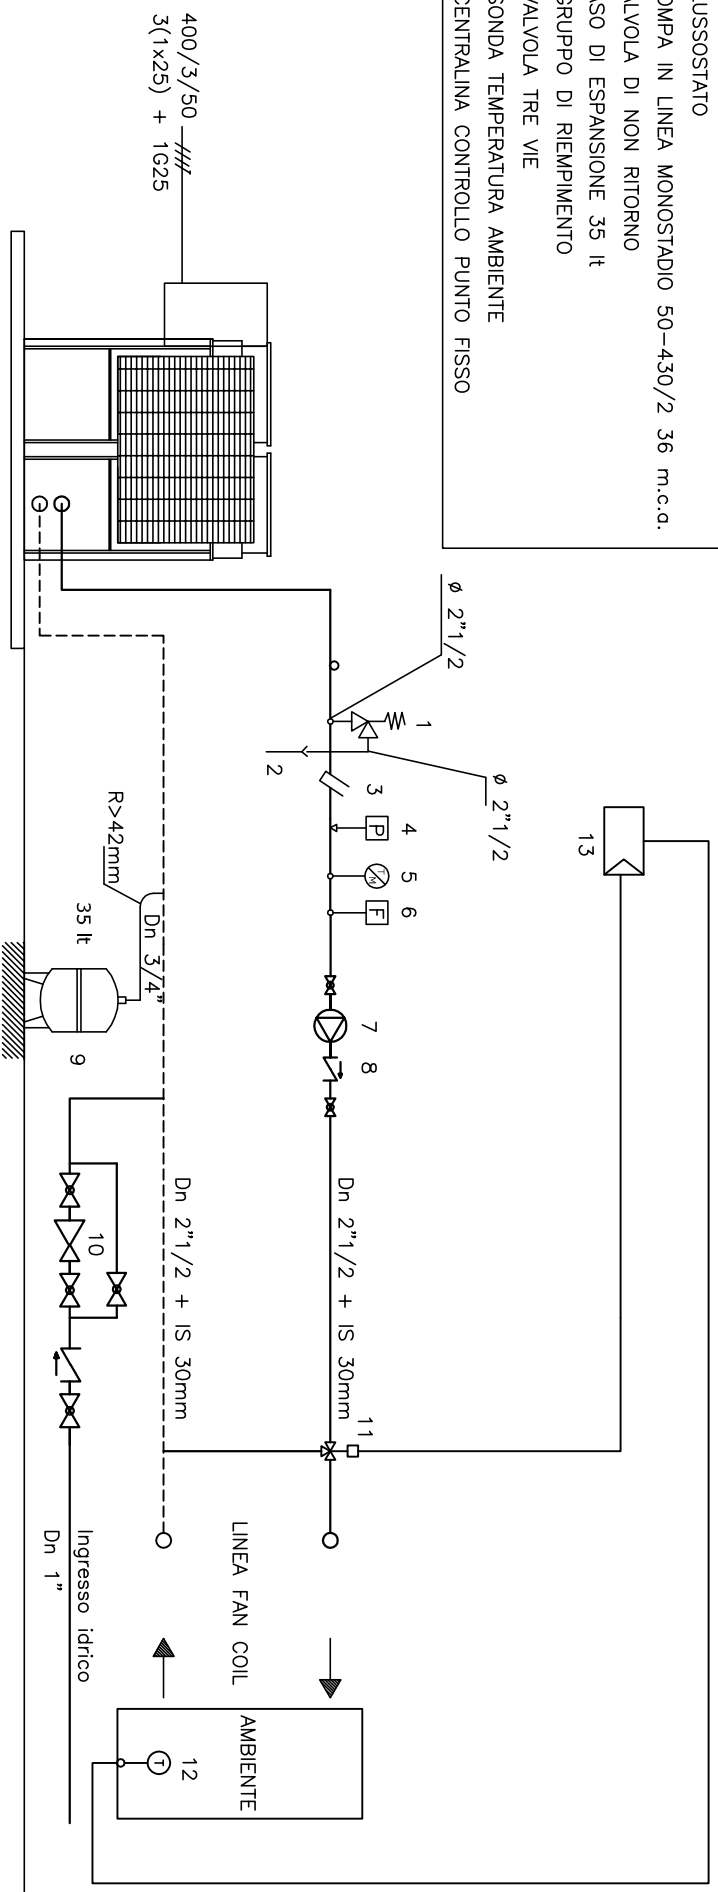 LUSSOSTATO
OMPA IN LINEA MONOSTADIO 50-430/2 36 m.c.a.
ALVOLA DI NON RITORNO
ASO DI ESPANSIONE 35 lt
GRUPPO DI RIEMPIMENTO
VALVOLA TRE VIE
SONDA TEMPERATURA AMBIENTE
CENTRALINA CONTROLLO PUNTO FISSO
400/3/50
3(1x25) + 1G25
ø 2"1/2
ø 2"1/2
1
2
3
4
P
5
T
M
6
F
7
8
13
Dn 2"1/2 + IS 30mm
11
R>42mm
Dn 3/4"
35 lt
9
Dn 2"1/2 + IS 30mm
10
Ingresso idrico
Dn 1"
LINEA FAN COIL
AMBIENTE
12
T